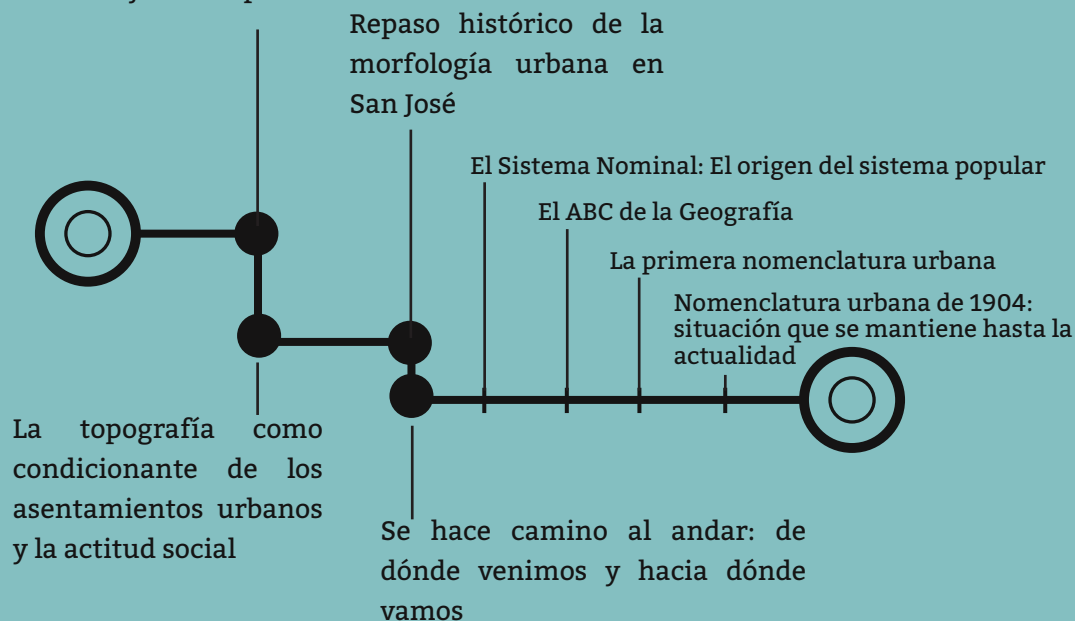 Repaso histórico de la
morfología urbana en
San José
El Sistema Nominal: El origen del sistema popular
El ABC de la Geografía
La primera nomenclatura urbana
Nomenclatura urbana de 1904:
situación que se mantiene hasta la
actualidad
La topografía como
condicionante de los
asentamientos urbanos
y la actitud social
Se hace camino al andar: de
dónde venimos y hacia dónde
vamos